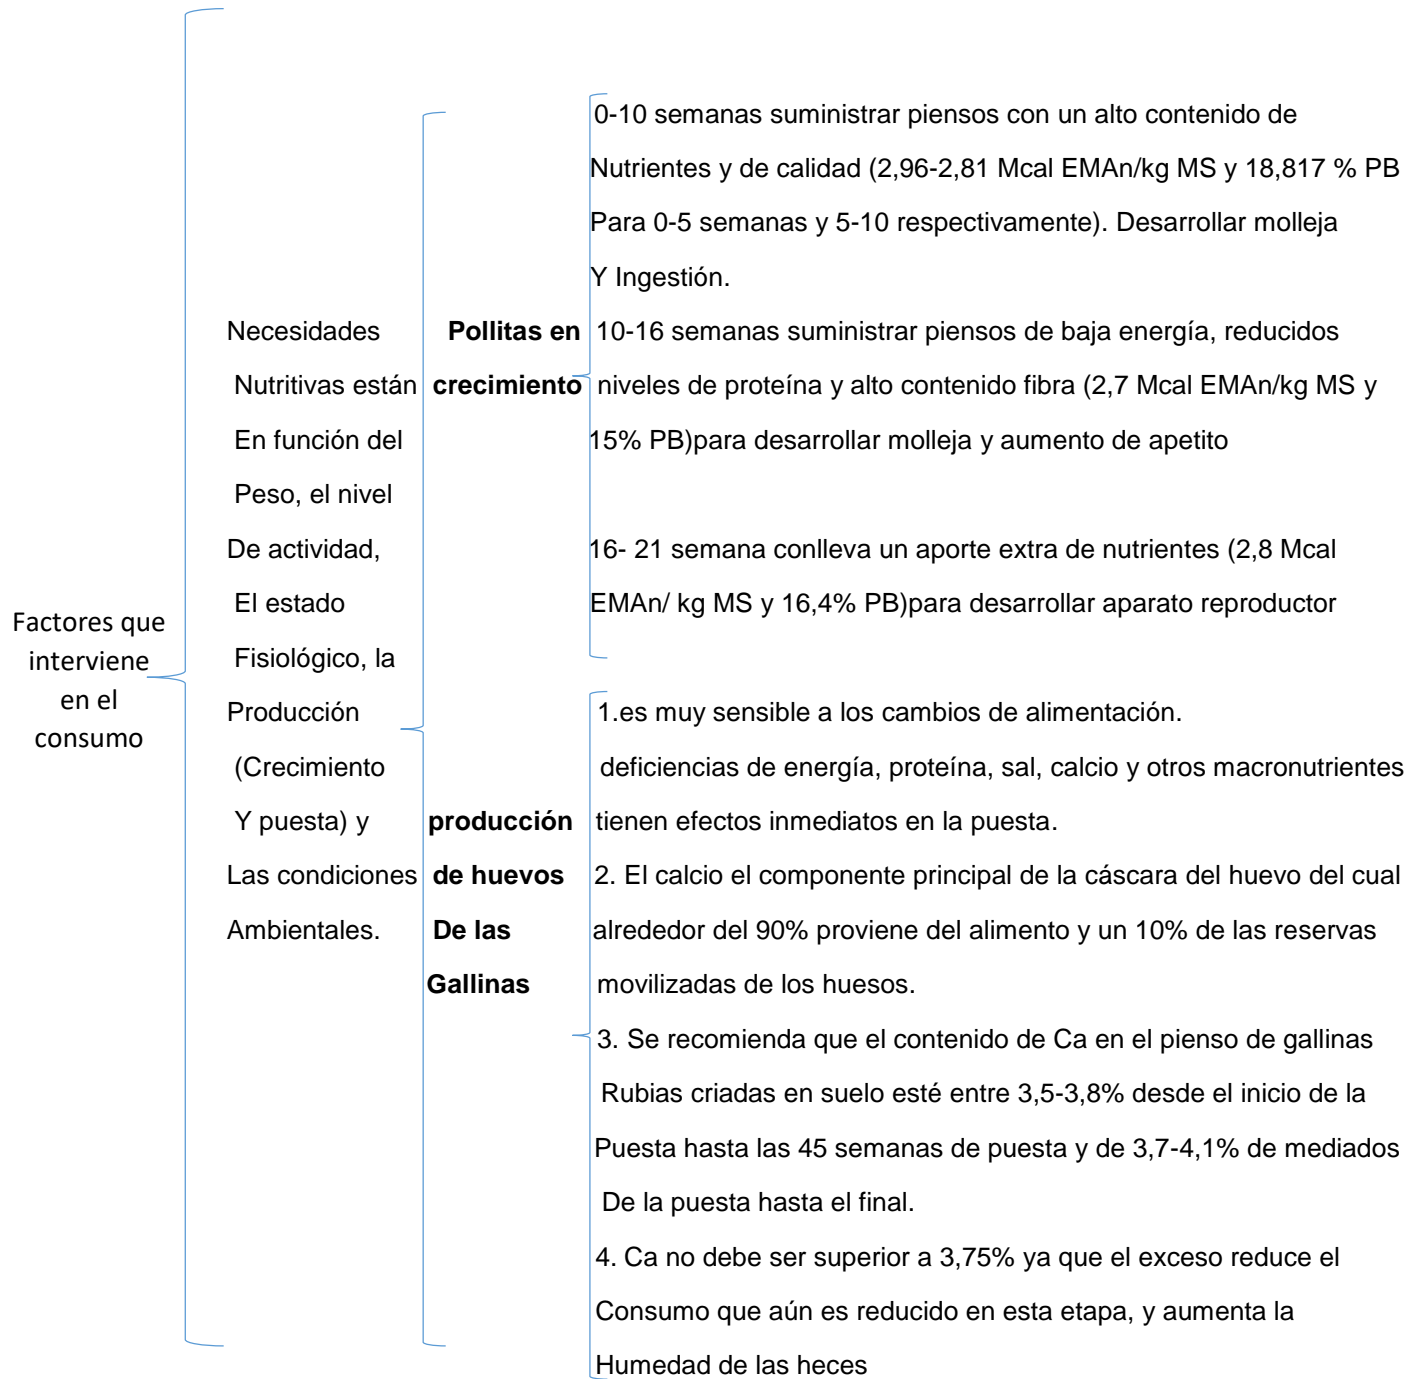 Factores que
interviene
en el
consumo
Necesidades
Nutritivas están
En función del
Peso, el nivel
De actividad,
El estado
Fisiológico, la
Producción
(Crecimiento
Y puesta) y
Las condiciones
Ambientales.
Pollitas en
crecimiento
0-10 semanas suministrar piensos con un alto contenido de
Nutrientes y de calidad (2,96-2,81 Mcal EMAn/kg MS y 18,817 % PB
Para 0-5 semanas y 5-10 respectivamente). Desarrollar molleja
Y Ingestión.
10-16 semanas suministrar piensos de baja energía, reducidos
niveles de proteína y alto contenido fibra (2,7 Mcal EMAn/kg MS y
15% PB)para desarrollar molleja y aumento de apetito
16- 21 semana conlleva un aporte extra de nutrientes (2,8 Mcal
EMAn/ kg MS y 16,4% PB)para desarrollar aparato reproductor
producción
de huevos
De las
Gallinas
1.es muy sensible a los cambios de alimentación.
deficiencias de energía, proteína, sal, calcio y otros macronutrientes
tienen efectos inmediatos en la puesta.
2. El calcio el componente principal de la cáscara del huevo del cual
alrededor del 90% proviene del alimento y un 10% de las reservas
movilizadas de los huesos.
3. Se recomienda que el contenido de Ca en el pienso de gallinas
Rubias criadas en suelo esté entre 3,5-3,8% desde el inicio de la
Puesta hasta las 45 semanas de puesta y de 3,7-4,1% de mediados
De la puesta hasta el final.
4. Ca no debe ser superior a 3,75% ya que el exceso reduce el
Consumo que aún es reducido en esta etapa, y aumenta la
Humedad de las heces